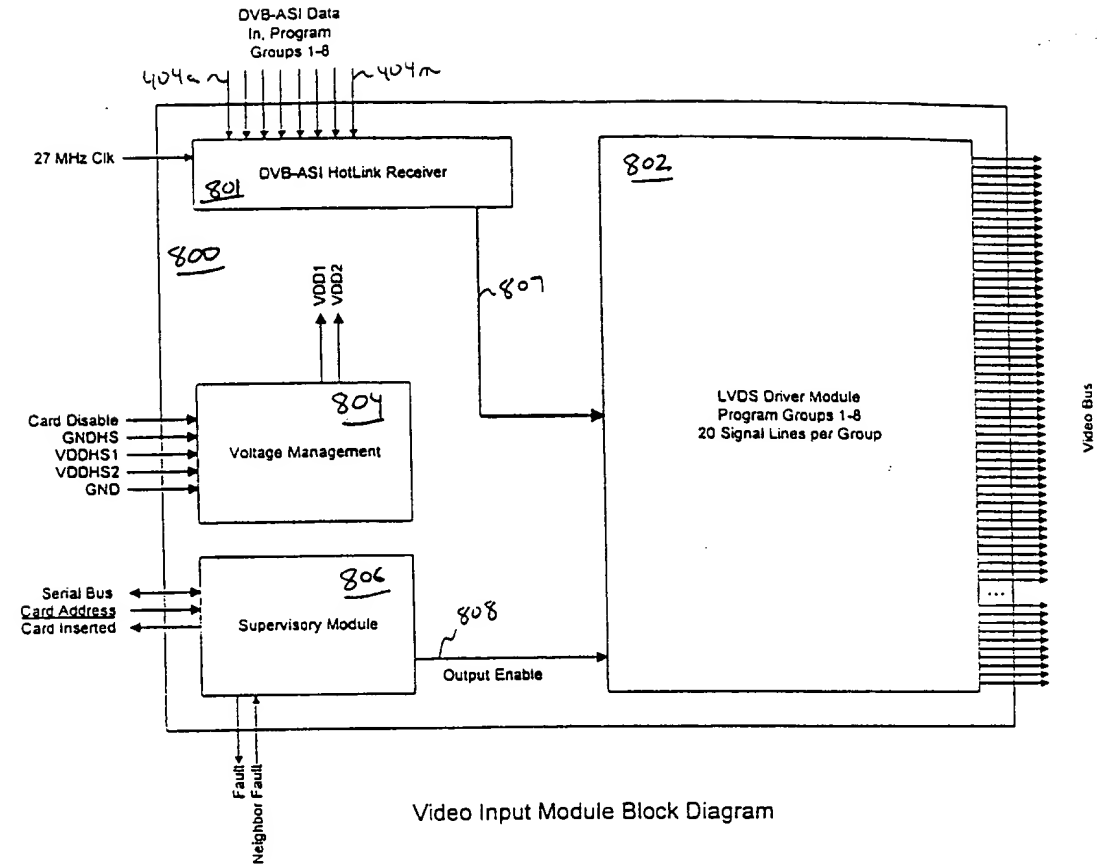 DVB-ASI Data
In, Program
Groups 1-8
404a
404n
27 MHz Clk
DVB-ASI HotLink Receiver
801
802
800
807
VDD1
VDD2
804
Voltage Management
Card Disable
GNDHS
VDDHS1
VDDHS2
GND
LVDS Driver Module
Program Groups 1-8
20 Signal Lines per Group
Video Bus
806
Supervisory Module
Serial Bus
Card Address
Card Inserted
808
Output Enable
...
Fault
Neighbor Fault
Video Input Module Block Diagram